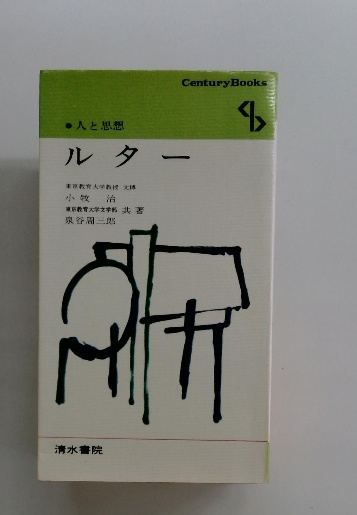 CenturyBooks
●人と思想
ルター
東京教育大学教授 文博
小牧 治
東京教育大学文学部 共著
泉谷周三郎
清水書院